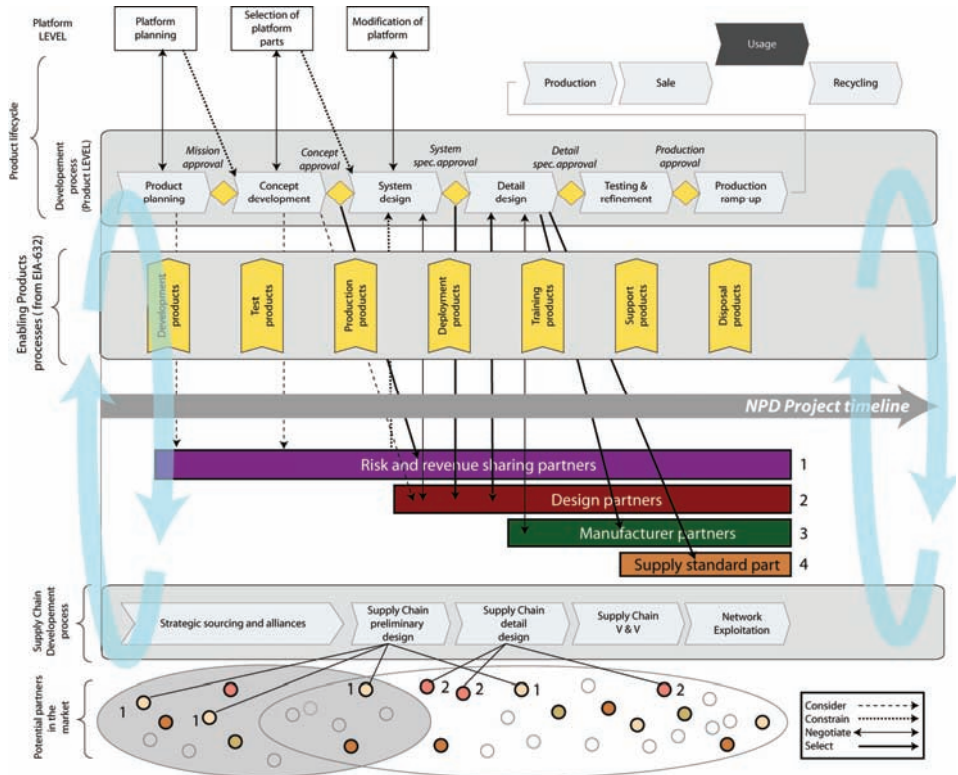 Platform
LEVEL
Platform
planning
Selection of
platform
parts
Modification of
platform
Usage
Production
Sale
Recycling
Product lifecycle
Developement
process
(Product LEVEL)
Mission
approval
Concept
approval
System
spec. approval
Detail
spec. approval
Production
approval
Product
planning
Concept
development
System
design
Detail
design
Testing &
refinement
Production
ramp-up
Enabling Products
processes ( from EIA-632)
Development
products
Test
products
Production
products
Deployment
products
Training
products
Support
products
Disposal
products
NPD Project timeline
Risk and revenue sharing partners
1
Design partners
2
Manufacturer partners
3
Supply standard part
4
Supply Chain
Developement
process
Strategic sourcing and alliances
Supply Chain
preliminary
design
Supply Chain
detail
design
Supply Chain
V & V
Network
Exploitation
Potential partners
in the
market
1
1
1
2
2
1
2
Consider
Constrain
Negotiate
Select